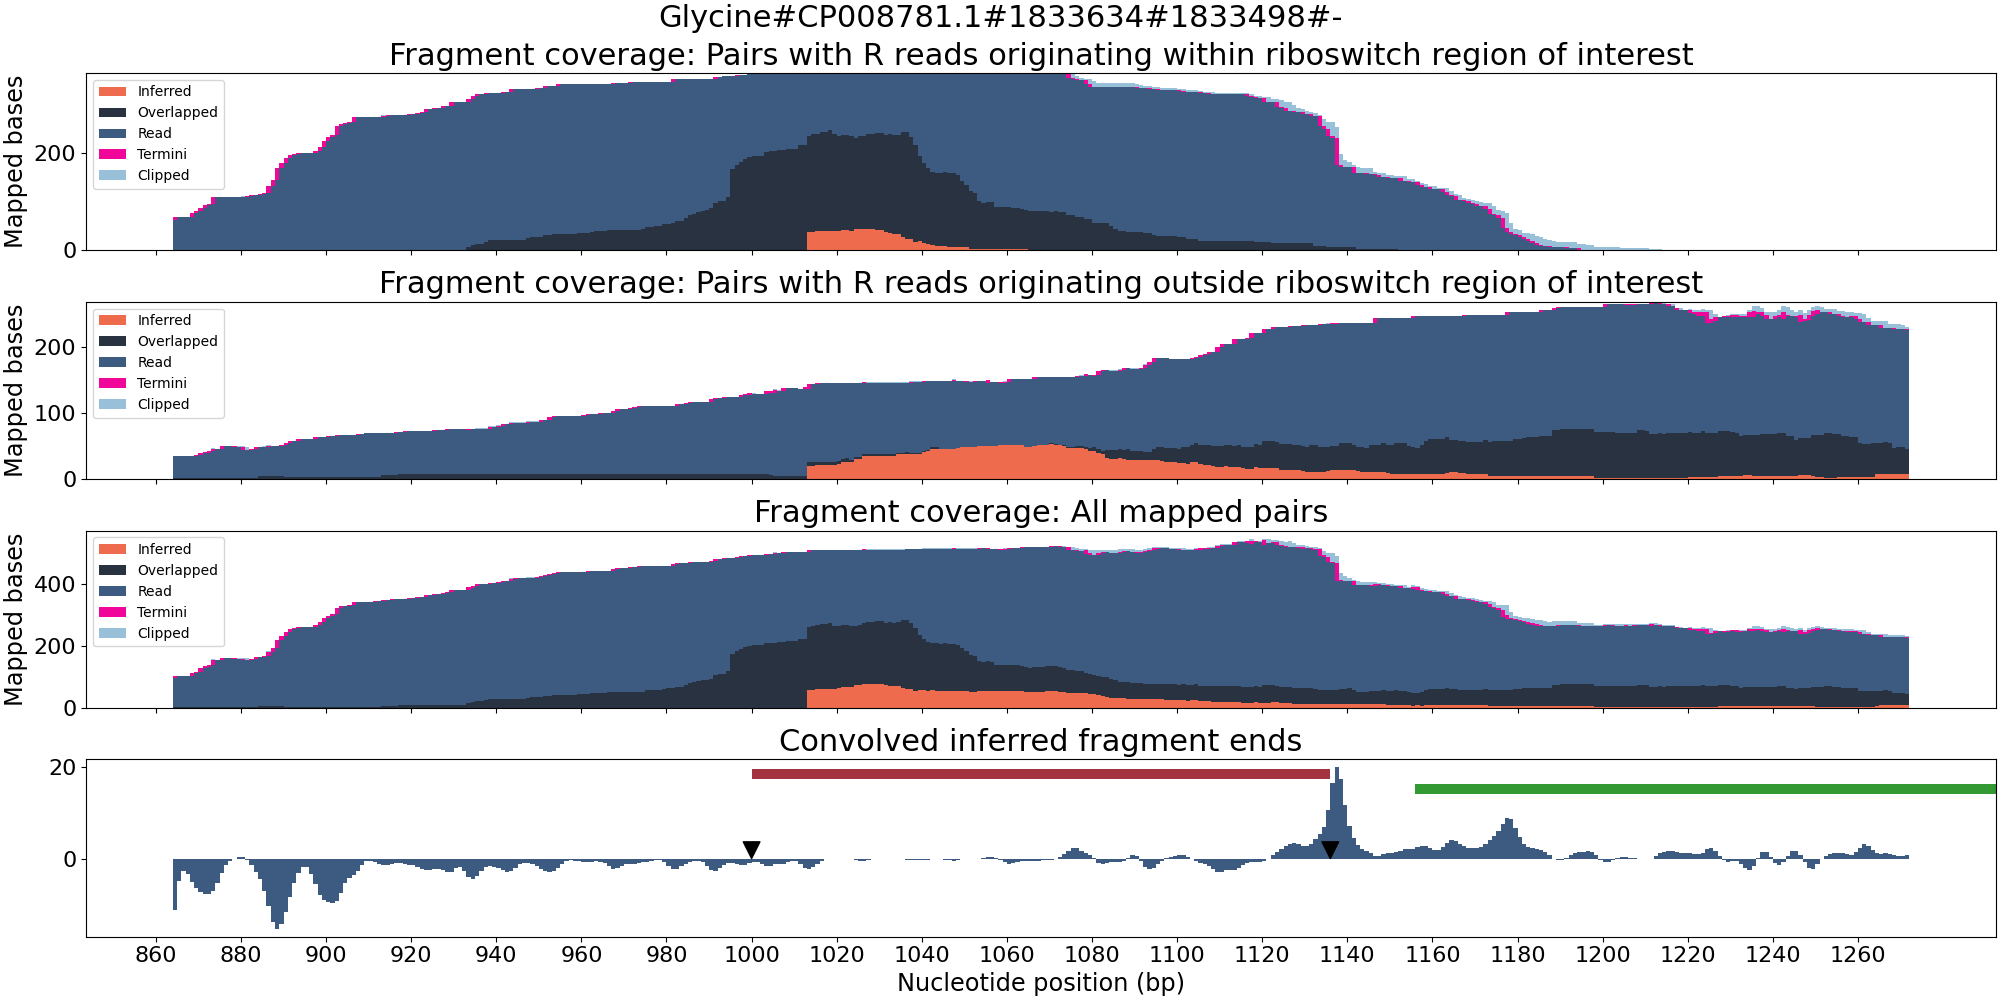 Glycine#CP008781.1#1833634#1833498#-
Fragment coverage: Pairs with R reads originating within riboswitch region of interest
Mapped bases
200
0
Inferred
Overlapped
Read
Termini
Clipped
Fragment coverage: Pairs with R reads originating outside riboswitch region of interest
Mapped bases
200
100
0
Inferred
Overlapped
Read
Termini
Clipped
Fragment coverage: All mapped pairs
Mapped bases
400
200
0
Inferred
Overlapped
Read
Termini
Clipped
Convolved inferred fragment ends
20
0
860 880 900 920 940 960 980 1000 1020 1040 1060 1080 1100 1120 1140 1160 1180 1200 1220 1240 1260
Nucleotide position (bp)